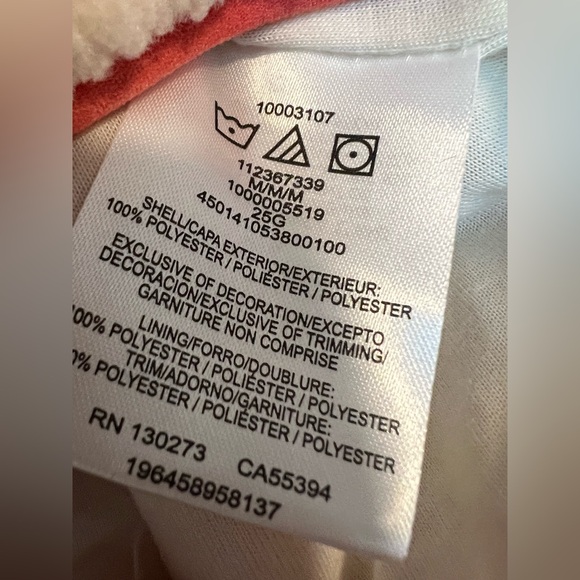 10003107
112367339
M/M/M
1000005519
25G
450141053800100
SHELL/CAPA EXTERIOR/EXTERIEUR:
100% POLYESTER / POLIÉSTER / POLYESTER
EXCLUSIVE OF DECORATION/EXCEPTO
DECORACION/EXCLUSIVE OF TRIMMING/
GARNITURE NON COMPRISE
LINING/FORRO/DOUBLURE:
100% POLYESTER / POLIÉSTER / POLYESTER
TRIM/ADORNO/GARNITURE:
0% POLYESTER / POLIÉSTER / POLYESTER
RN 130273 CA55394
196458958137